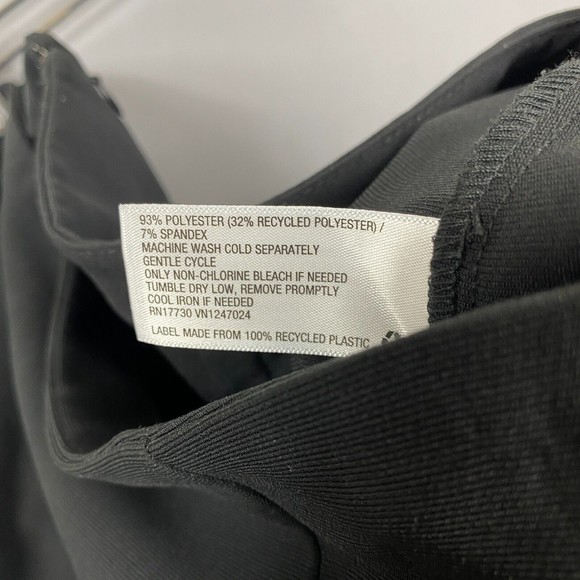 93% POLYESTER (32% RECYCLED POLYESTER) /
7% SPANDEX
MACHINE WASH COLD SEPARATELY
GENTLE CYCLE
ONLY NON-CHLORINE BLEACH IF NEEDED
TUMBLE DRY LOW, REMOVE PROMPTLY
COOL IRON IF NEEDED
RN17730 VN1247024
LABEL MADE FROM 100% RECYCLED PLASTIC